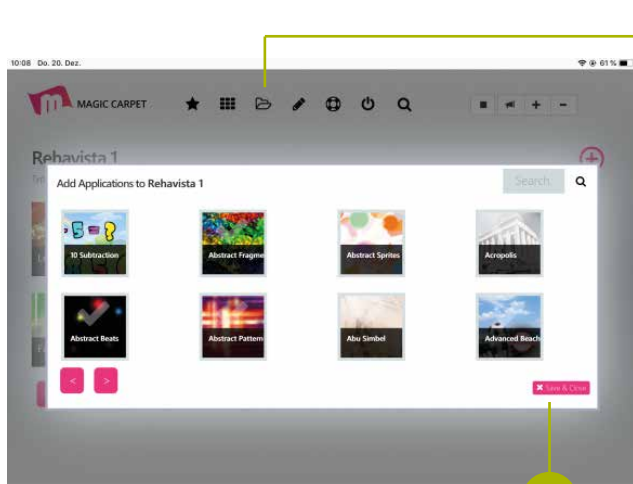 10:08 Do. 20. Dez. 61 %
m MAGIC CARPET
Rehavista 1
Add Applications to Rehavista 1 Search
- 5 = ?
10 Subtraction Abstract Fragme Abstract Sprites Acropolis
Abstract Beats Abstract Pattern Abu Simbel Advanced Beach
< >
Save & Close